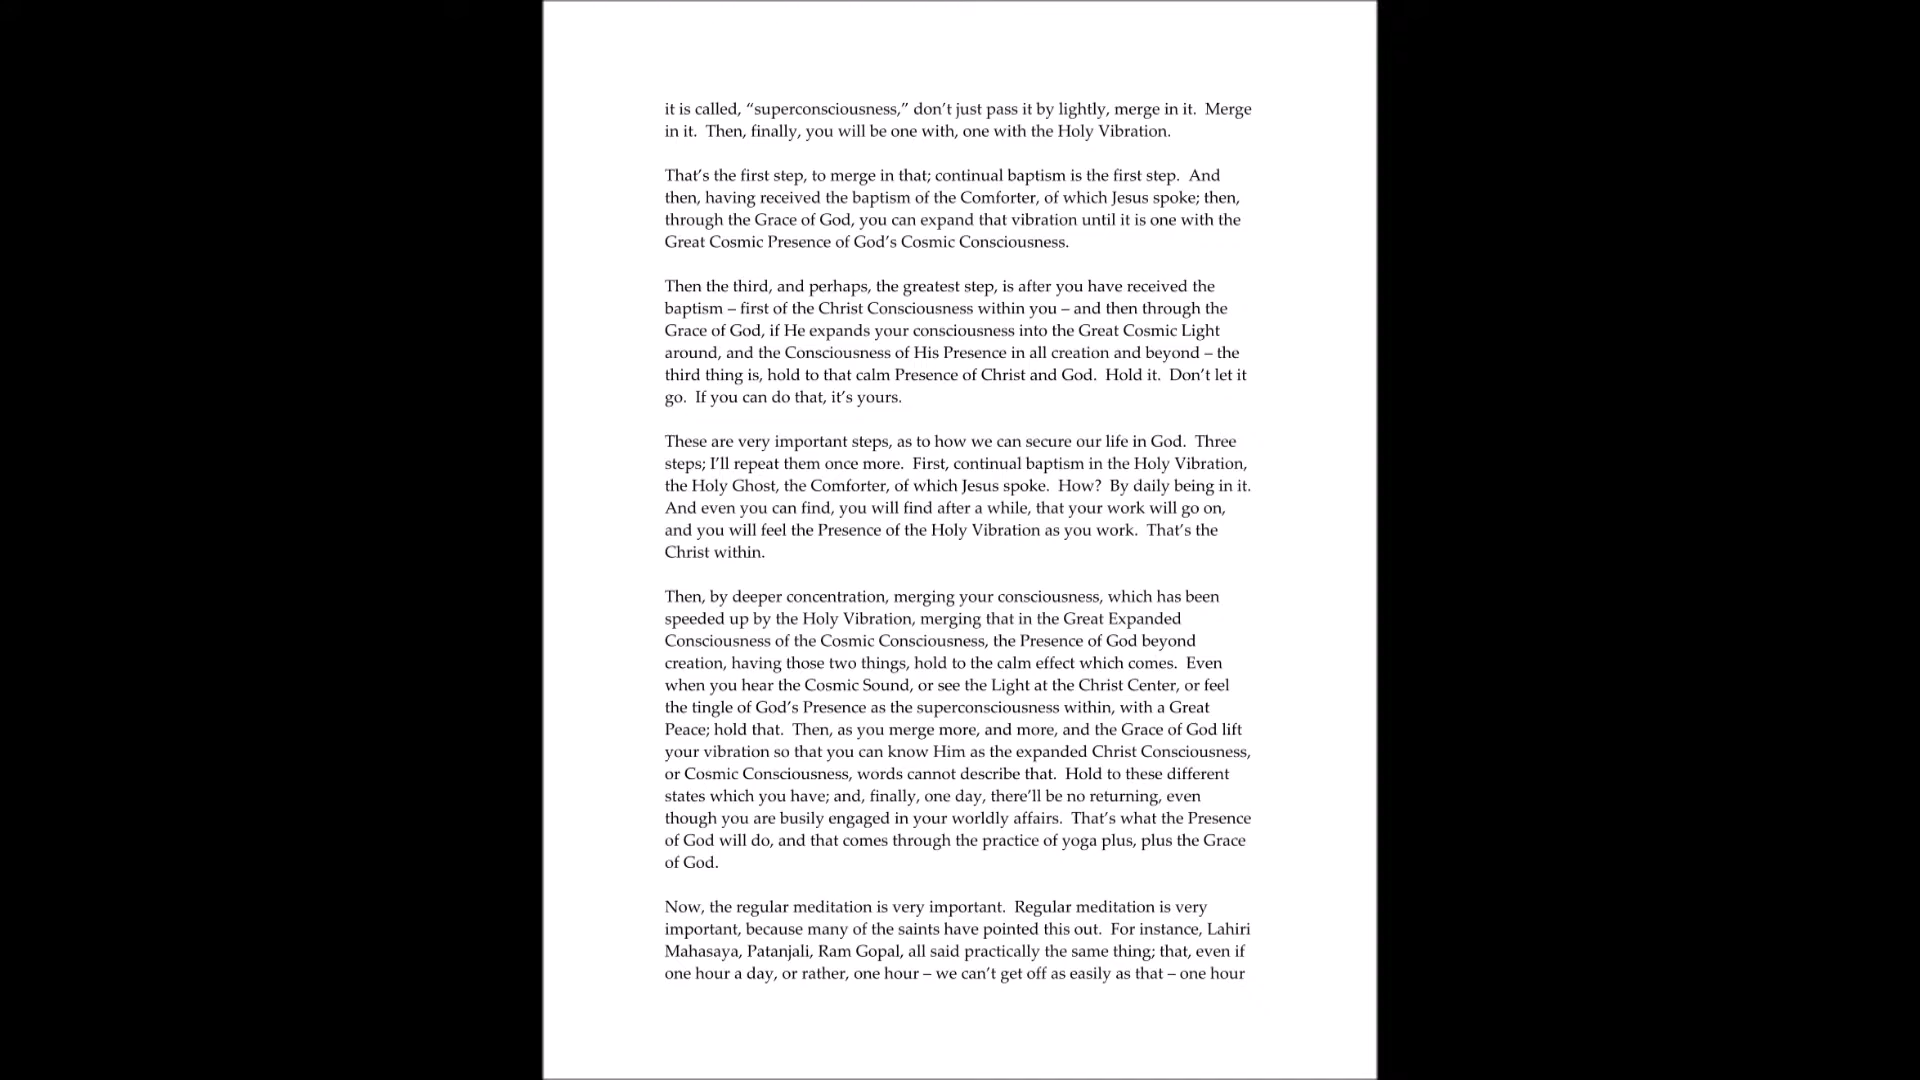 it is called, “superconsciousness,” don’t just pass it by lightly, merge in it.  Merge
in it.  Then, finally, you will be one with, one with the Holy Vibration.
That’s the first step, to merge in that; continual baptism is the first step.  And
then, having received the baptism of the Comforter, of which Jesus spoke; then,
through the Grace of God, you can expand that vibration until it is one with the
Great Cosmic Presence of God’s Cosmic Consciousness.
Then the third, and perhaps, the greatest step, is after you have received the
baptism – first of the Christ Consciousness within you – and then through the
Grace of God, if He expands your consciousness into the Great Cosmic Light
around, and the Consciousness of His Presence in all creation and beyond – the
third thing is, hold to that calm Presence of Christ and God.  Hold it.  Don’t let it
go.  If you can do that, it’s yours.
These are very important steps, as to how we can secure our life in God.  Three
steps; I’ll repeat them once more.  First, continual baptism in the Holy Vibration,
the Holy Ghost, the Comforter, of which Jesus spoke.  How?  By daily being in it.
And even you can find, you will find after a while, that your work will go on,
and you will feel the Presence of the Holy Vibration as you work.  That’s the
Christ within.
Then, by deeper concentration, merging your consciousness, which has been
speeded up by the Holy Vibration, merging that in the Great Expanded
Consciousness of the Cosmic Consciousness, the Presence of God beyond
creation, having those two things, hold to the calm effect which comes.  Even
when you hear the Cosmic Sound, or see the Light at the Christ Center, or feel
the tingle of God’s Presence as the superconsciousness within, with a Great
Peace; hold that.  Then, as you merge more, and more, and the Grace of God lift
your vibration so that you can know Him as the expanded Christ Consciousness,
or Cosmic Consciousness, words cannot describe that.  Hold to these different
states which you have; and, finally, one day, there’ll be no returning, even
though you are busily engaged in your worldly affairs.  That’s what the Presence
of God will do, and that comes through the practice of yoga plus, plus the Grace
of God.
Now, the regular meditation is very important.  Regular meditation is very
important, because many of the saints have pointed this out.  For instance, Lahiri
Mahasaya, Patanjali, Ram Gopal, all said practically the same thing; that, even if
one hour a day, or rather, one hour – we can’t get off as easily as that – one hour